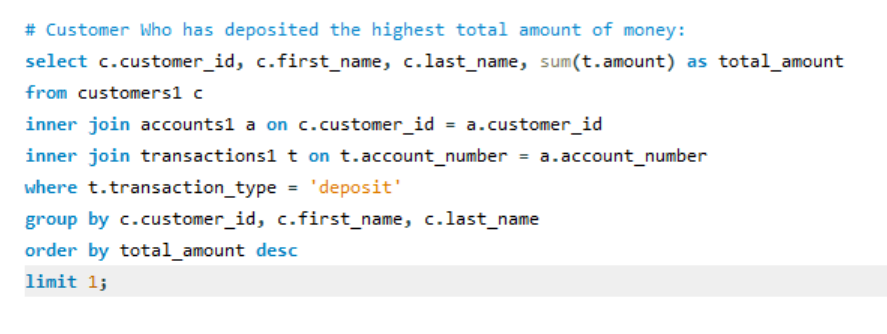 # Customer Who has deposited the highest total amount of money:
select c.customer_id, c.first_name, c.last_name, sum(t.amount) as total_amount
from customers1 c
inner join accounts1 a on c.customer_id = a.customer_id
inner join transactions1 t on t.account_number = a.account_number
where t.transaction_type = 'deposit'
group by c.customer_id, c.first_name, c.last_name
order by total_amount desc
limit 1;